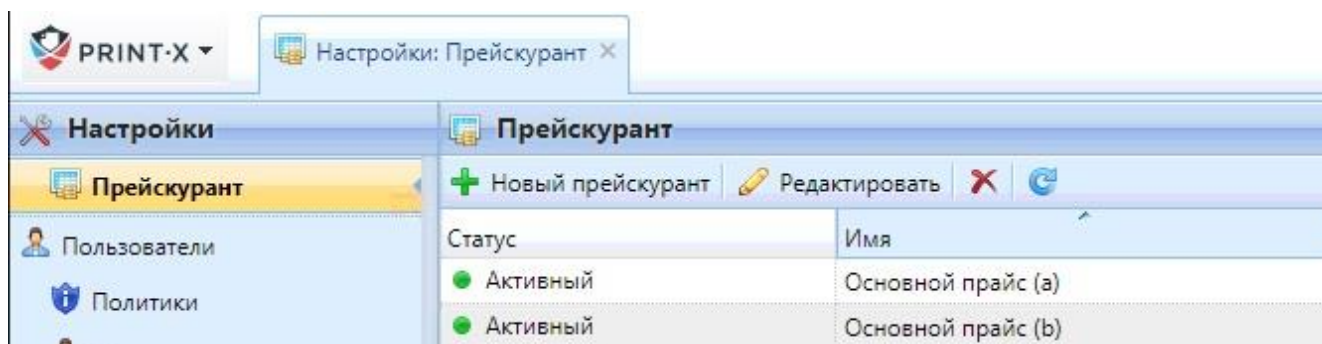 PRINT·X
Настройки: Прейскурант
Настройки
Прейскурант
Прейскурант
Новый прейскурант Редактировать
Пользователи
Статус Имя
Политики
Активный Основной прайс (a)
Активный Основной прайс (b)